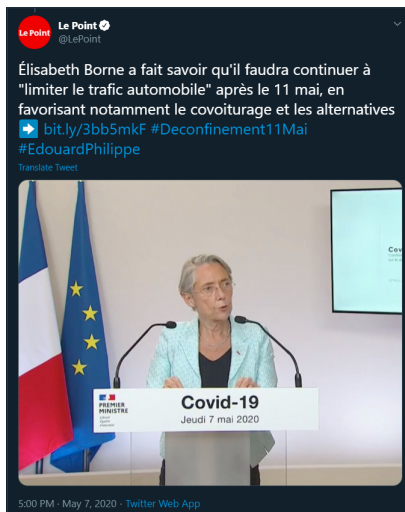 Le Point
Le Point
@LePoint
Élisabeth Borne a fait savoir qu'il faudra continuer à
"limiter le trafic automobile" après le 11 mai, en
favorisant notamment le covoiturage et les alternatives
➡ bit.ly/3bb5mkF #Deconfinement11Mai
#EdouardPhilippe
Translate Tweet
Cov
PREMIER
MINISTRE
Covid-19
Jeudi 7 mai 2020
5:00 PM · May 7, 2020 · Twitter Web App